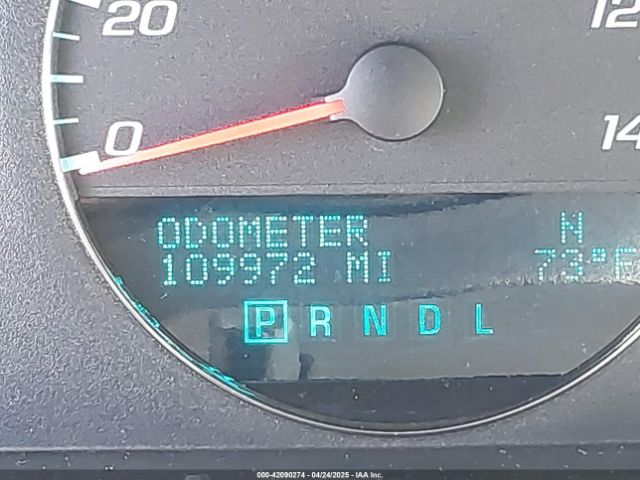 20
12
0
14
ODOMETER N
109972 MI 73°F
P R N D L
000-42090274 - 04/24/2025 - IAA Inc.